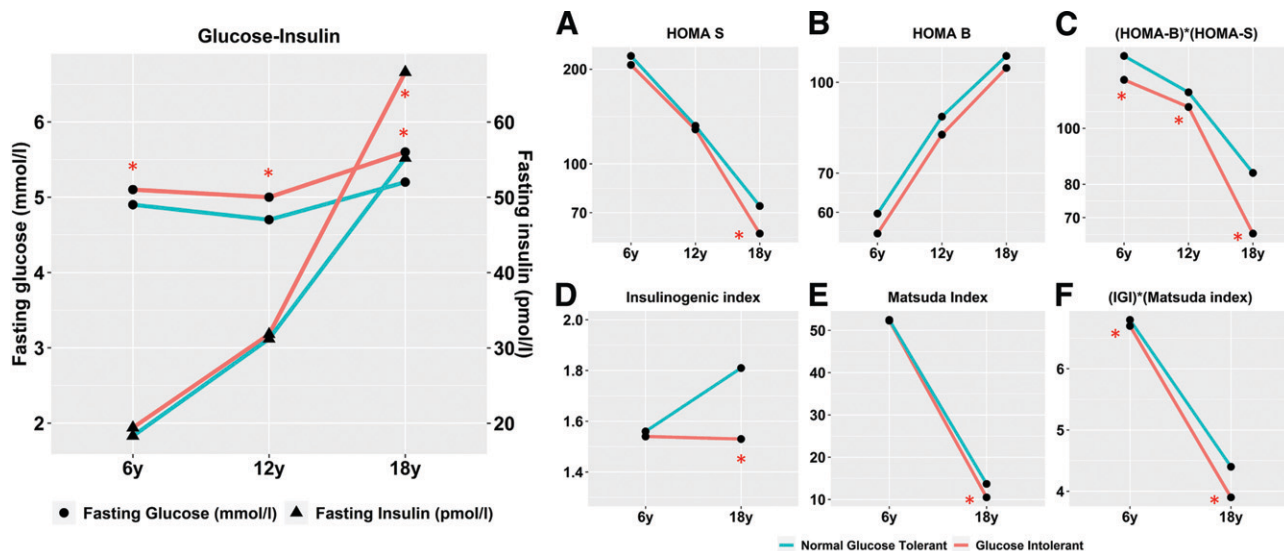 Glucose-Insulin
Fasting glucose (mmol/l)
6
5
4
3
2
*
*
*
*
60
50
40
30
20
Fasting insulin (pmol/l)
6y 12y 18y
Fasting Glucose (mmol/l) Fasting Insulin (pmol/l)
A
HOMA S
200
100
70
*
6y 12y 18y
B
HOMA B
100
70
60
6y 12y 18y
C
(HOMA-B)*(HOMA-S)
100
80
70
*
*
*
6y 12y 18y
D
Insulinogenic index
2.0
1.8
1.6
1.4
*
6y 18y
E
Matsuda Index
50
40
30
20
10
*
6y 18y
F
(IGI)*(Matsuda index)
6
5
4
*
*
6y 18y
Normal Glucose Tolerant Glucose Intolerant